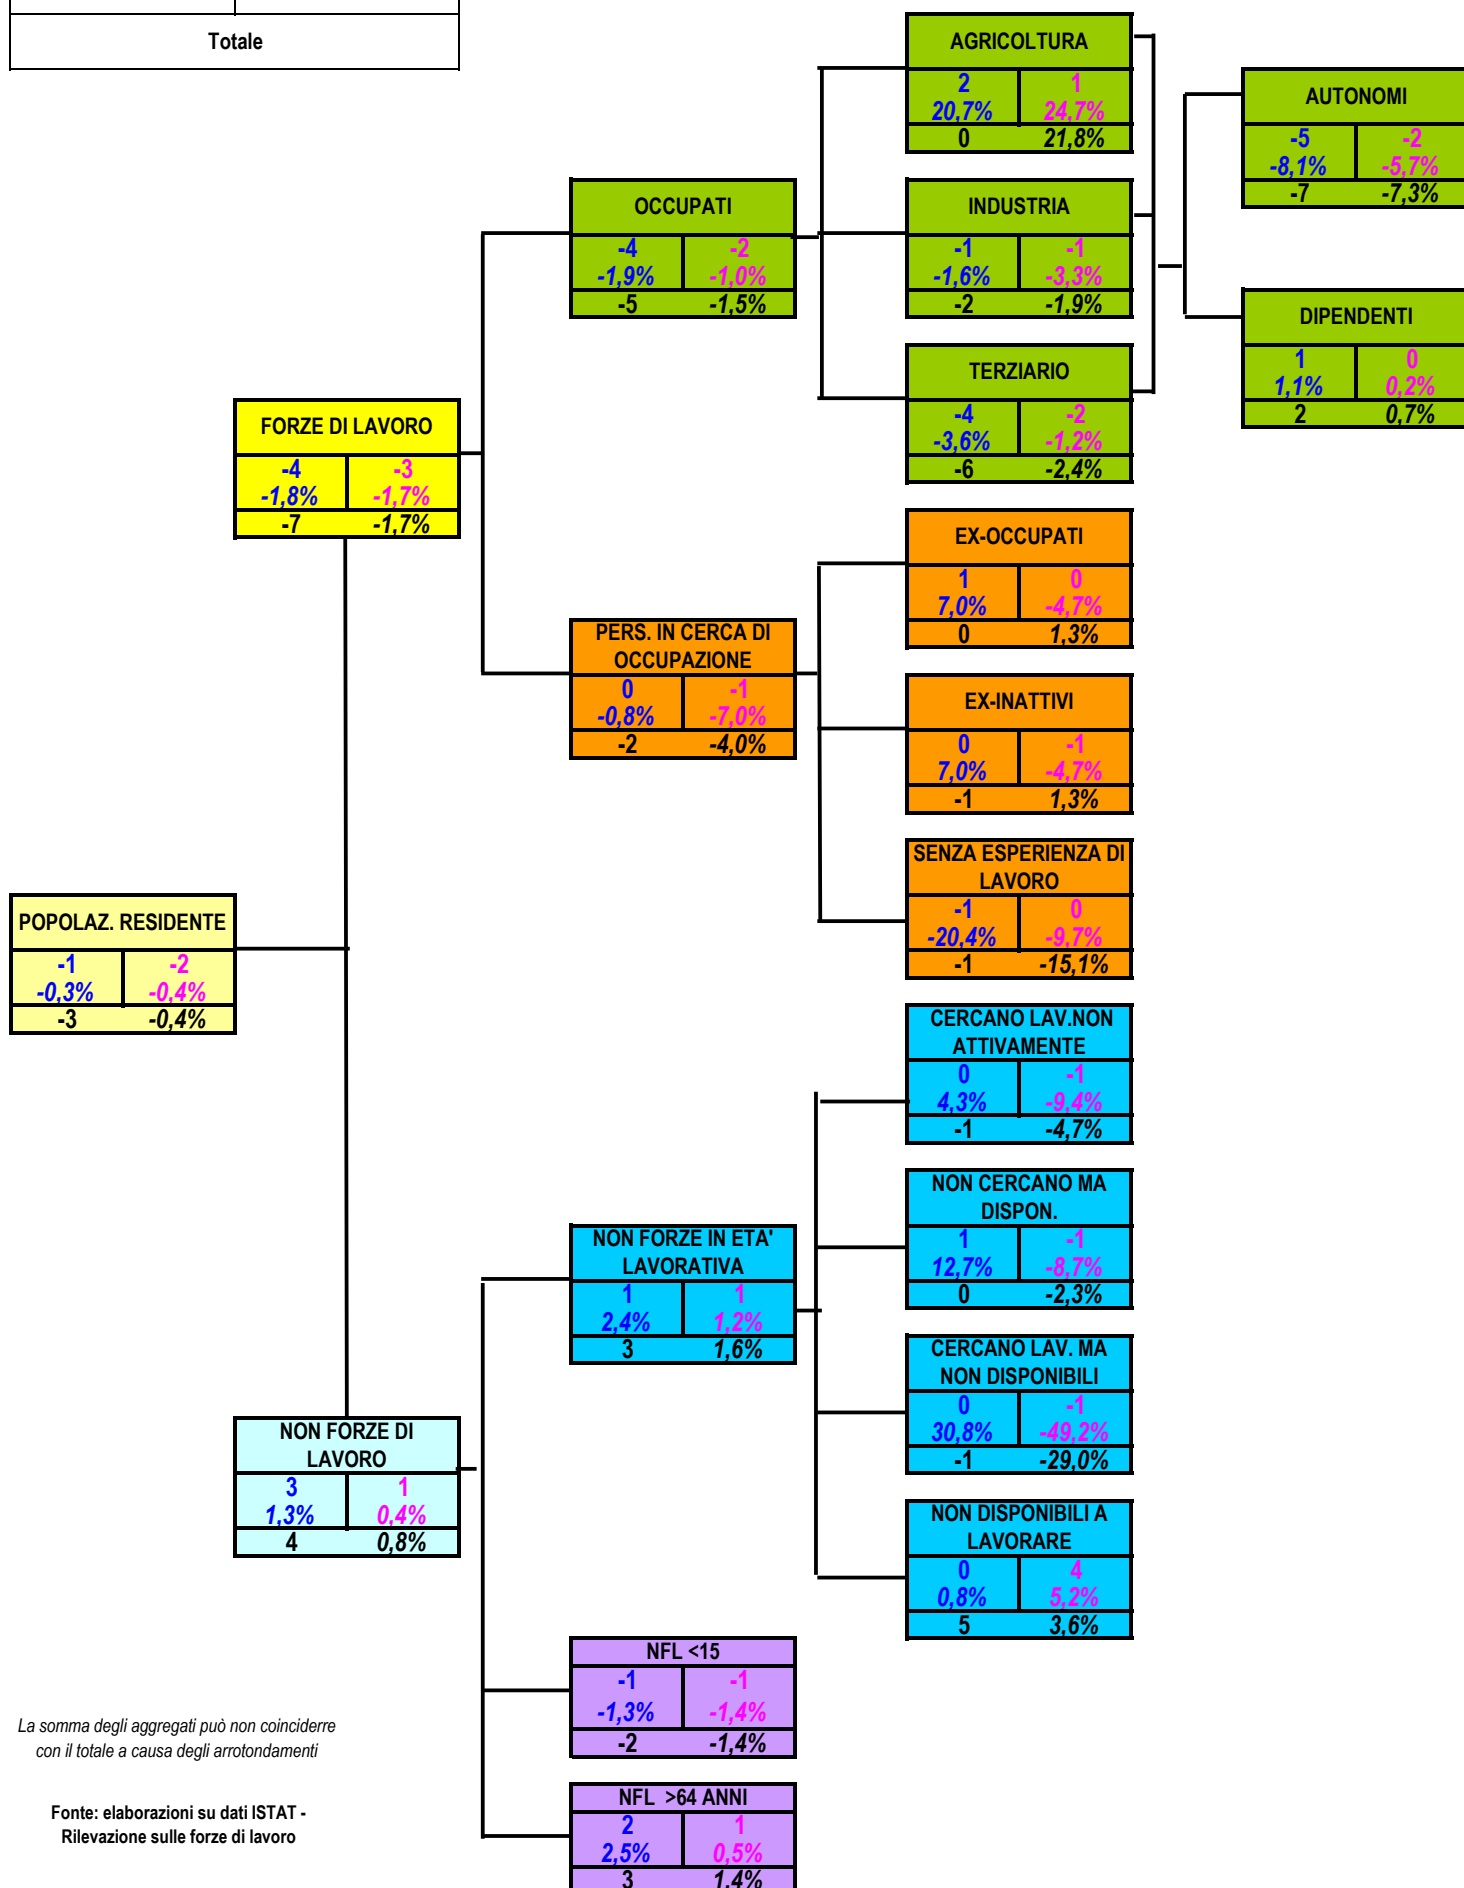 Totale
AGRICOLTURA
2 1
20,7% 24,7%
0 21,8%
AUTONOMI
-5 -2
-8,1% -5,7%
-7 -7,3%
OCCUPATI
-4 -2
-1,9% -1,0%
-5 -1,5%
INDUSTRIA
-1 -1
-1,6% -3,3%
-2 -1,9%
DIPENDENTI
1 0
1,1% 0,2%
2 0,7%
TERZIARIO
-4 -2
-3,6% -1,2%
-6 -2,4%
FORZE DI LAVORO
-4 -3
-1,8% -1,7%
-7 -1,7%
EX-OCCUPATI
1 0
7,0% -4,7%
0 1,3%
PERS. IN CERCA DI
OCCUPAZIONE
0 -1
-0,8% -7,0%
-2 -4,0%
EX-INATTIVI
0 -1
7,0% -4,7%
-1 1,3%
SENZA ESPERIENZA DI
LAVORO
-1 0
-20,4% -9,7%
-1 -15,1%
POPOLAZ. RESIDENTE
-1 -2
-0,3% -0,4%
-3 -0,4%
CERCANO LAV.NON
ATTIVAMENTE
0 -1
4,3% -9,4%
-1 -4,7%
NON CERCANO MA
DISPON.
1 -1
12,7% -8,7%
0 -2,3%
NON FORZE IN ETA'
LAVORATIVA
1 1
2,4% 1,2%
3 1,6%
CERCANO LAV. MA
NON DISPONIBILI
0 -1
30,8% -49,2%
-1 -29,0%
NON FORZE DI
LAVORO
3 1
1,3% 0,4%
4 0,8%
NON DISPONIBILI A
LAVORARE
0 4
0,8% 5,2%
5 3,6%
NFL <15
-1 -1
-1,3% -1,4%
-2 -1,4%
La somma degli aggregati può non coinciderre
con il totale a causa degli arrotondamenti
NFL >64 ANNI
2 1
2,5% 0,5%
3 1,4%
Fonte: elaborazioni su dati ISTAT -
Rilevazione sulle forze di lavoro